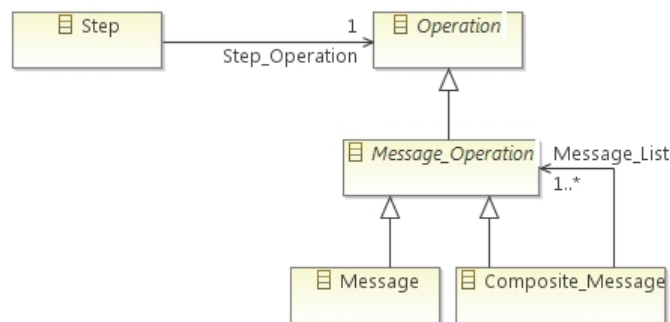 Step
1
Operation
Step_Operation
Message_Operation
Message_List
1..*
Message
Composite_Message